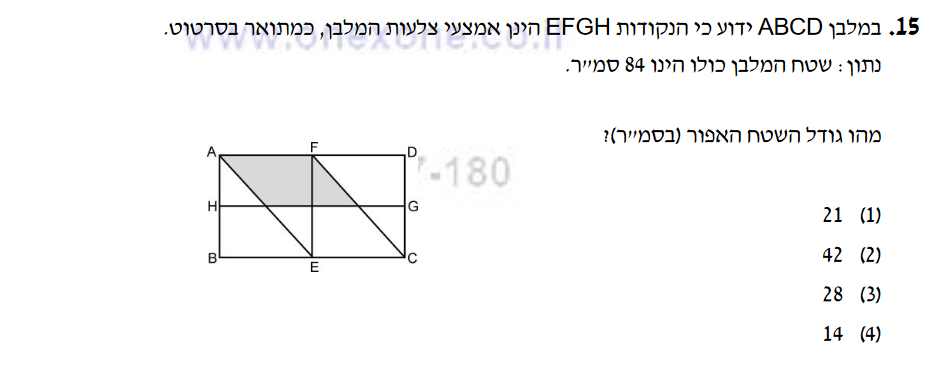 15. במלבן ABCD ידוע כי הנקודות EFGH הינן אמצעי צלעות המלבן, כמתואר בסרטוט.
www.onexone.co.il
נתון : שטח המלבן כולו הינו 84 סמ״ר.
מהו גודל השטח האפור (בסמ״ר)?
A F D
7-180
H G
B E C
(1) 21
(2) 42
(3) 28
(4) 14